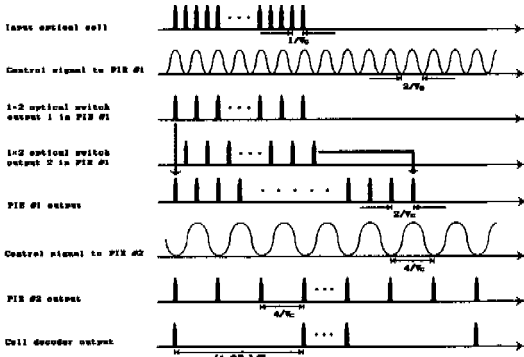 Input optical cell
1/Vc
Control signal to PIE #1
2/Vc
1×2 optical switch
output 1 in PIE #1
1×2 optical switch
output 2 in PIE #1
PIE #1 output
2/Vc
Control signal to PIE #2
4/Vc
PIE #2 output
4/Vc
Cell decoder output